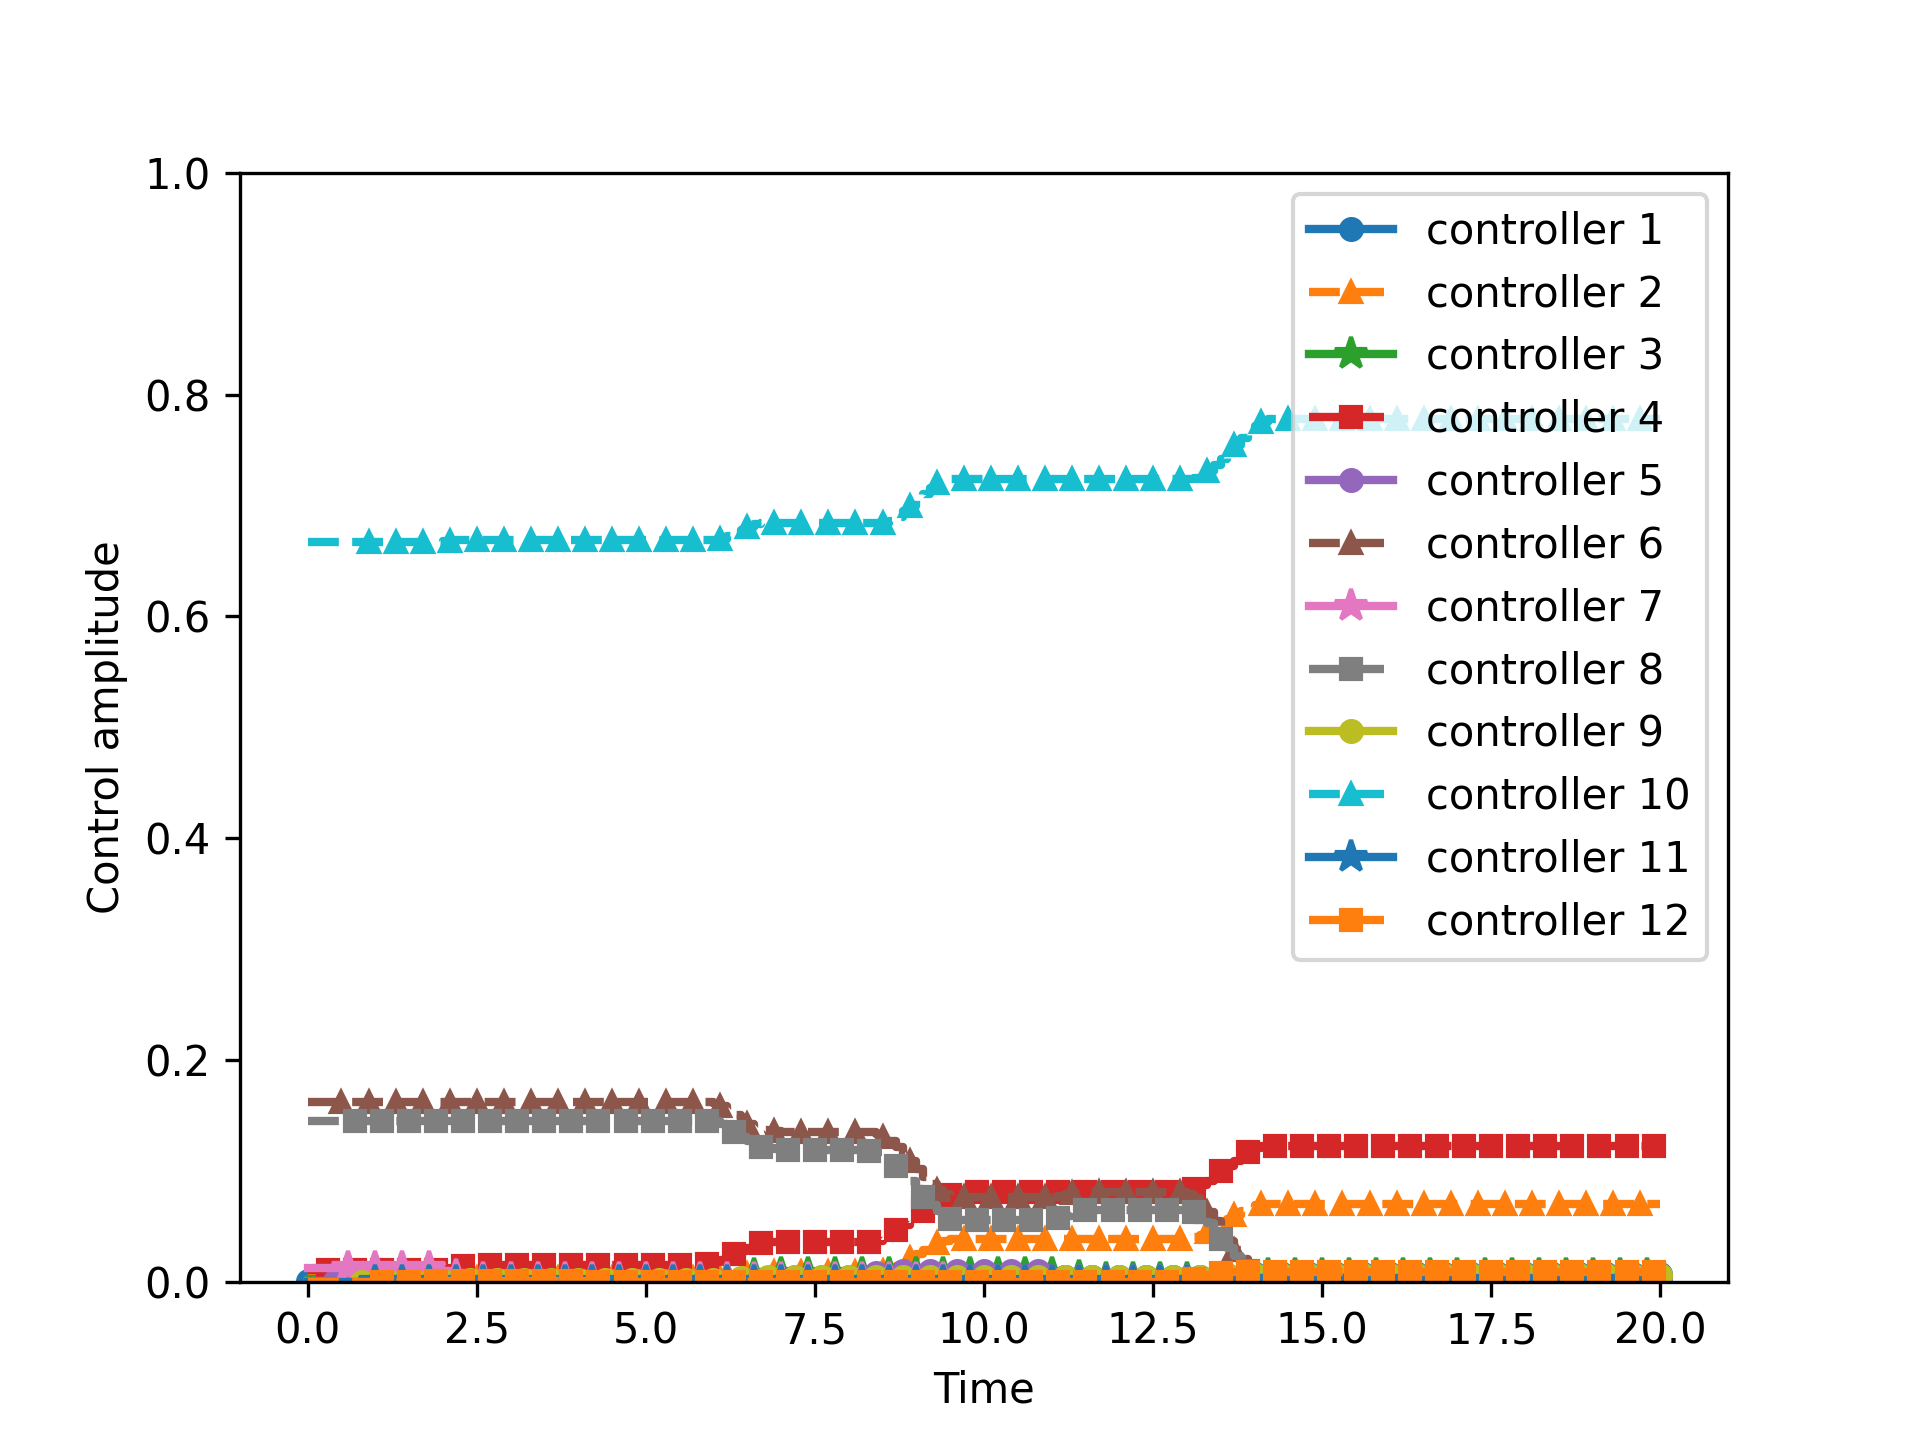 1.0
0.8
0.6
0.4
0.2
0.0
Control amplitude
controller 1
controller 2
controller 3
controller 4
controller 5
controller 6
controller 7
controller 8
controller 9
controller 10
controller 11
controller 12
0.0 2.5 5.0 7.5 10.0 12.5 15.0 17.5 20.0
Time